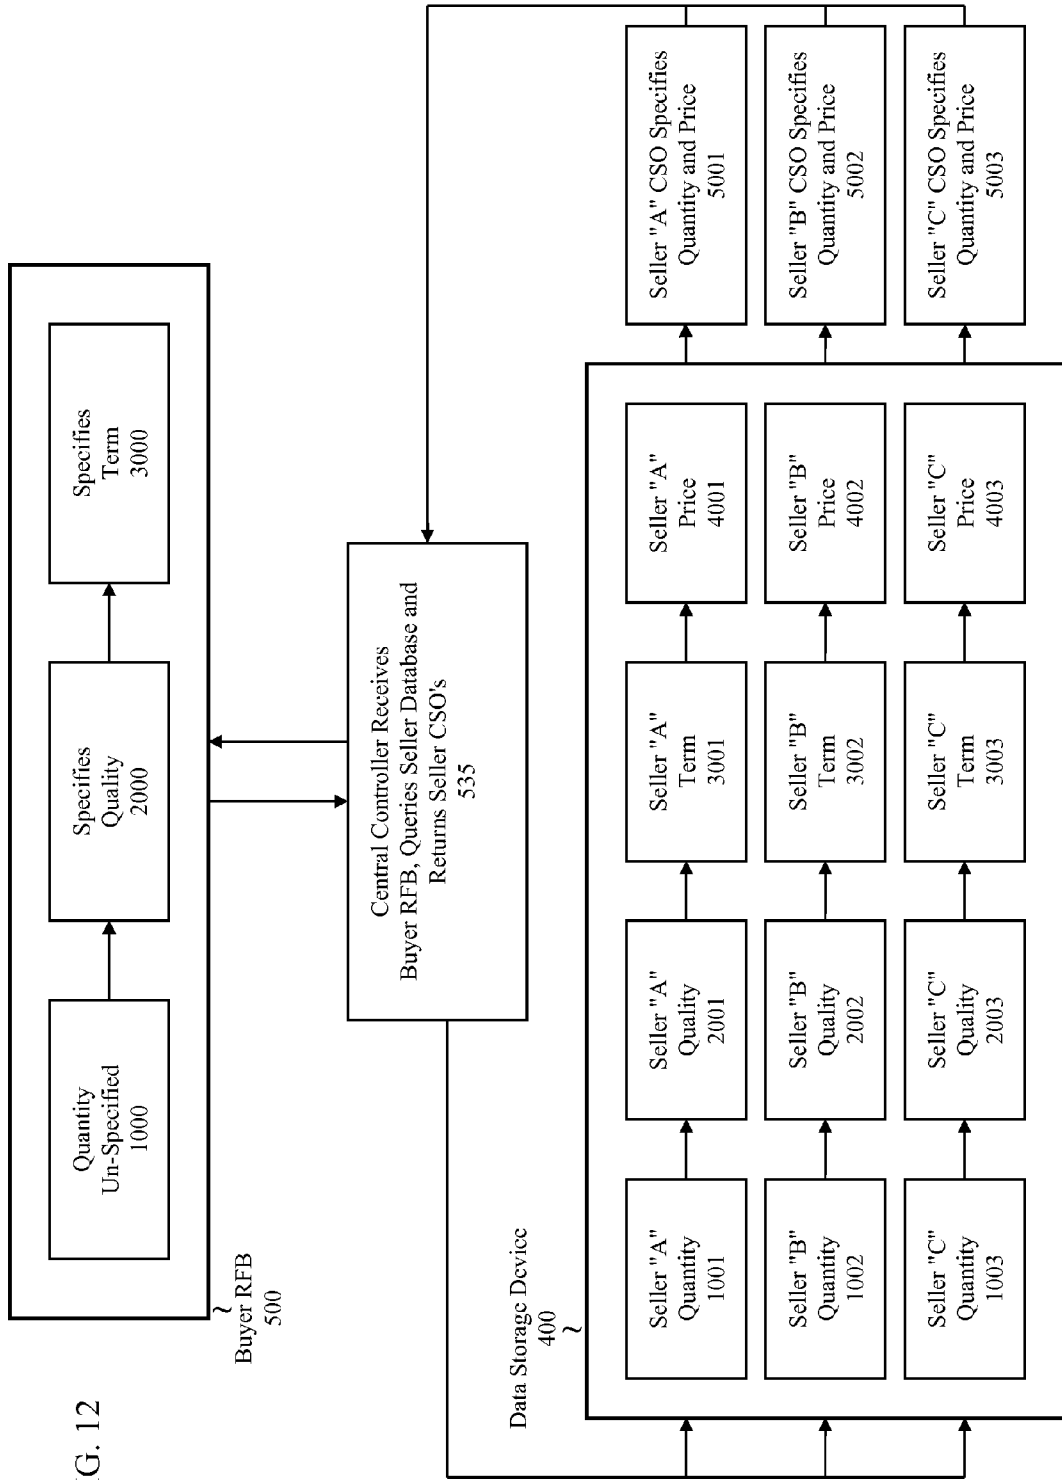 IG. 12
Buyer RFB
500
Quantity
Un-Specified
1000
Specifies
Quality
2000
Specifies
Term
3000
Central Controller Receives
Buyer RFB, Queries Seller Database and
Returns Seller CSO's
535
Data Storage Device
400
Seller "A"
Quantity
1001
Seller "A"
Quality
2001
Seller "A"
Term
3001
Seller "A"
Price
4001
Seller "A" CSO Specifies
Quantity and Price
5001
Seller "B"
Quantity
1002
Seller "B"
Quality
2002
Seller "B"
Term
3002
Seller "B"
Price
4002
Seller "B" CSO Specifies
Quantity and Price
5002
Seller "C"
Quantity
1003
Seller "C"
Quality
2003
Seller "C"
Term
3003
Seller "C"
Price
4003
Seller "C" CSO Specifies
Quantity and Price
5003